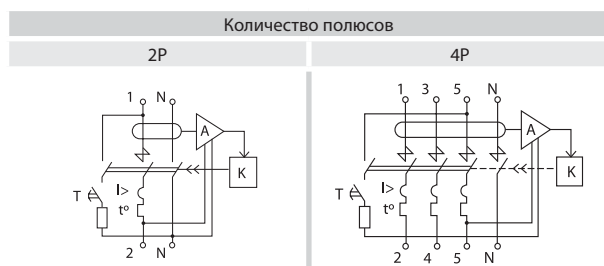 Количество полюсов
2P
4P
1 N
A
K
T
I>
t°
2 N
1 3 5 N
A
K
T
I>
t°
2 4 5 N